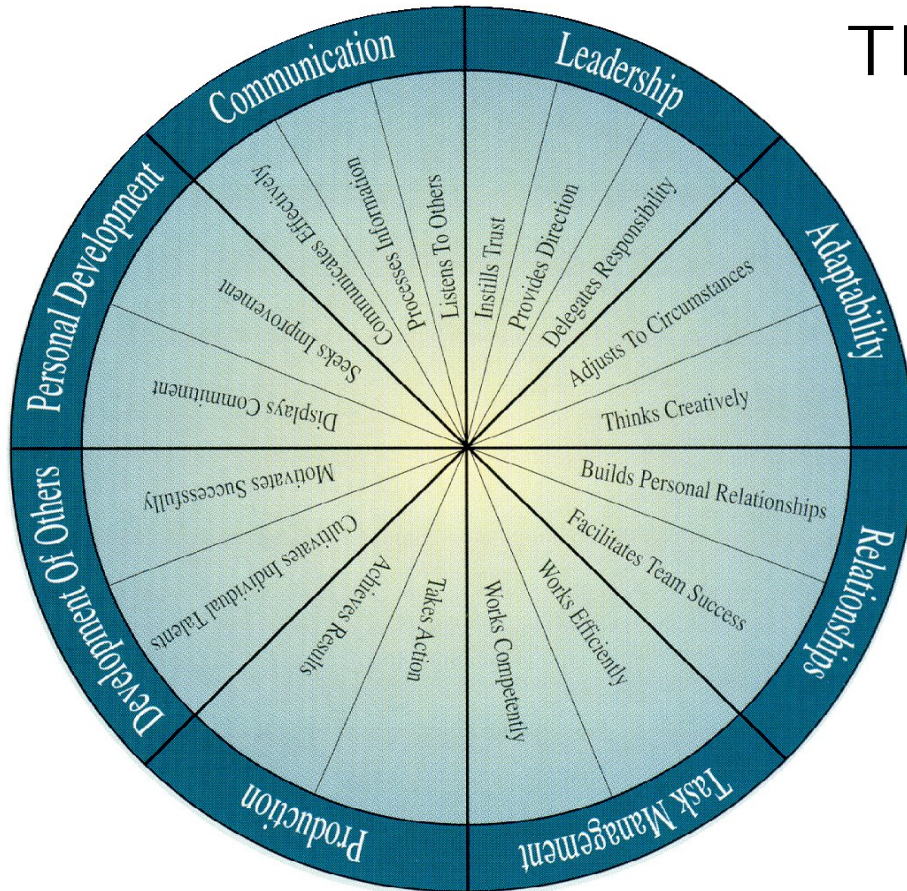 Tl
Communication
Listens To Others
Processes Information
Communicates Effectively
Leadership
Instills Trust
Provides Direction
Delegates Responsibility
Adaptability
Adjusts To Circumstances
Thinks Creatively
Relationships
Builds Personal Relationships
Facilitates Team Success
Task Management
Works Efficiently
Works Competently
Production
Takes Action
Achieves Results
Development Of Others
Cultivates Individual Talents
Motivates Successfully
Personal Development
Displays Commitment
Seeks Improvement